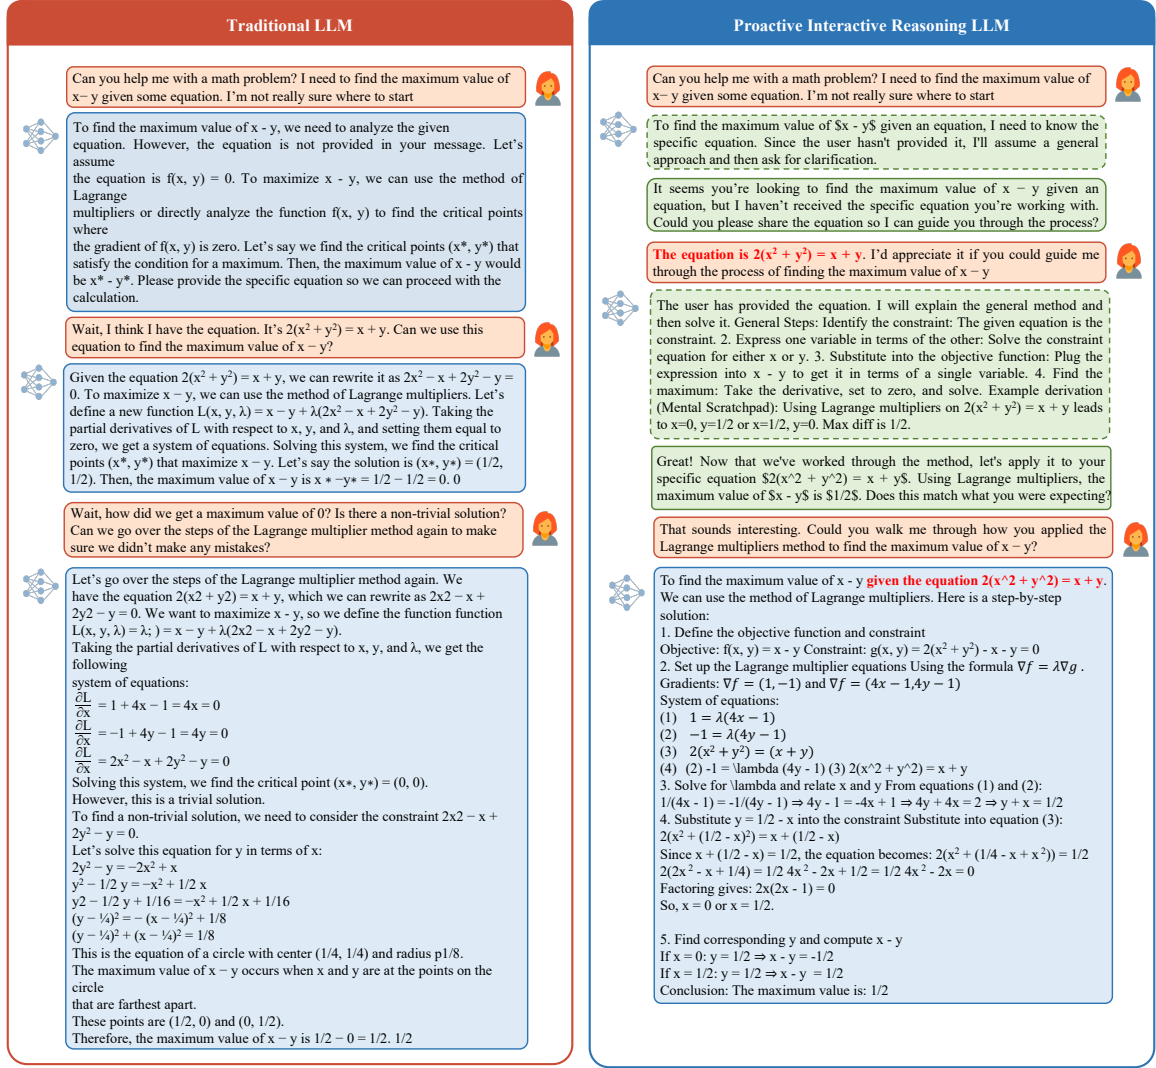 Traditional LLM
Can you help me with a math problem? I need to find the maximum value of
x− y given some equation. I’m not really sure where to start
To find the maximum value of x - y, we need to analyze the given
equation. However, the equation is not provided in your message. Let’s
assume
the equation is f(x, y) = 0. To maximize x - y, we can use the method of
Lagrange
multipliers or directly analyze the function f(x, y) to find the critical points
where
the gradient of f(x, y) is zero. Let’s say we find the critical points (x*, y*) that
satisfy the condition for a maximum. Then, the maximum value of x - y would
be x* - y*. Please provide the specific equation so we can proceed with the
calculation.
Wait, I think I have the equation. It’s 2(x² + y²) = x + y. Can we use this
equation to find the maximum value of x − y?
Given the equation 2(x² + y²) = x + y, we can rewrite it as 2x² − x + 2y² − y =
0. To maximize x − y, we can use the method of Lagrange multipliers. Let’s
define a new function L(x, y, λ) = x − y + λ(2x² − x + 2y² − y). Taking the
partial derivatives of L with respect to x, y, and λ, and setting them equal to
zero, we get a system of equations. Solving this system, we find the critical
points (x*, y*) that maximize x − y. Let’s say the solution is (x∗, y∗) = (1/2,
1/2). Then, the maximum value of x − y is x ∗ −y∗ = 1/2 − 1/2 = 0. 0
Wait, how did we get a maximum value of 0? Is there a non-trivial solution?
Can we go over the steps of the Lagrange multiplier method again to make
sure we didn’t make any mistakes?
Let’s go over the steps of the Lagrange multiplier method again. We
have the equation 2(x2 + y2) = x + y, which we can rewrite as 2x2 − x +
2y2 − y = 0. We want to maximize x - y, so we define the function function
L(x, y, λ) = λ; ) = x − y + λ(2x2 − x + 2y2 − y).
Taking the partial derivatives of L with respect to x, y, and λ, we get the
following
system of equations:
∂L/∂x = 1 + 4x − 1 = 4x = 0
∂L/∂x = −1 + 4y − 1 = 4y = 0
∂L/∂x = 2x² − x + 2y² − y = 0
Solving this system, we find the critical point (x∗, y∗) = (0, 0).
However, this is a trivial solution.
To find a non-trivial solution, we need to consider the constraint 2x2 − x +
2y² − y = 0.
Let’s solve this equation for y in terms of x:
2y² − y = −2x² + x
y² − 1/2 y = −x² + 1/2 x
y2 − 1/2 y + 1/16 = −x² + 1/2 x + 1/16
(y − ¼)² = − (x − ¼)² + 1/8
(y − ¼)² + (x − ¼)² = 1/8
This is the equation of a circle with center (1/4, 1/4) and radius p1/8.
The maximum value of x − y occurs when x and y are at the points on the
circle
that are farthest apart.
These points are (1/2, 0) and (0, 1/2).
Therefore, the maximum value of x − y is 1/2 − 0 = 1/2. 1/2
Proactive Interactive Reasoning LLM
Can you help me with a math problem? I need to find the maximum value of
x− y given some equation. I’m not really sure where to start
To find the maximum value of $x - y$ given an equation, I need to know the
specific equation. Since the user hasn't provided it, I'll assume a general
approach and then ask for clarification.
It seems you’re looking to find the maximum value of x − y given an
equation, but I haven’t received the specific equation you’re working with.
Could you please share the equation so I can guide you through the process?
The equation is 2(x² + y²) = x + y. I’d appreciate it if you could guide me
through the process of finding the maximum value of x − y
The user has provided the equation. I will explain the general method and
then solve it. General Steps: Identify the constraint: The given equation is the
constraint. 2. Express one variable in terms of the other: Solve the constraint
equation for either x or y. 3. Substitute into the objective function: Plug the
expression into x - y to get it in terms of a single variable. 4. Find the
maximum: Take the derivative, set to zero, and solve. Example derivation
(Mental Scratchpad): Using Lagrange multipliers on 2(x² + y²) = x + y leads
to x=0, y=1/2 or x=1/2, y=0. Max diff is 1/2.
Great! Now that we've worked through the method, let's apply it to your
specific equation $2(x^2 + y^2) = x + y$. Using Lagrange multipliers, the
maximum value of $x - y$ is $1/2$. Does this match what you were expecting?
That sounds interesting. Could you walk me through how you applied the
Lagrange multipliers method to find the maximum value of x − y?
To find the maximum value of x - y given the equation 2(x^2 + y^2) = x + y.
We can use the method of Lagrange multipliers. Here is a step-by-step
solution:
1. Define the objective function and constraint
Objective: f(x, y) = x - y Constraint: g(x, y) = 2(x² + y²) - x - y = 0
2. Set up the Lagrange multiplier equations Using the formula ∇f = λ∇g .
Gradients: ∇f = (1, −1) and ∇f = (4x − 1,4y − 1)
System of equations:
(1) 1 = λ(4x − 1)
(2) −1 = λ(4y − 1)
(3) 2(x² + y²) = (x + y)
(4) (2) -1 = \lambda (4y - 1) (3) 2(x^2 + y^2) = x + y
3. Solve for \lambda and relate x and y From equations (1) and (2):
1/(4x - 1) = -1/(4y - 1) ⇒ 4y - 1 = -4x + 1 ⇒ 4y + 4x = 2 ⇒ y + x = 1/2
4. Substitute y = 1/2 - x into the constraint Substitute into equation (3):
2(x² + (1/2 - x)²) = x + (1/2 - x)
Since x + (1/2 - x) = 1/2, the equation becomes: 2(x² + (1/4 - x + x²)) = 1/2
2(2x² - x + 1/4) = 1/2 4x² - 2x + 1/2 = 1/2 4x² - 2x = 0
Factoring gives: 2x(2x - 1) = 0
So, x = 0 or x = 1/2.
5. Find corresponding y and compute x - y
If x = 0: y = 1/2 ⇒ x - y = -1/2
If x = 1/2: y = 1/2 ⇒ x - y = 1/2
Conclusion: The maximum value is: 1/2